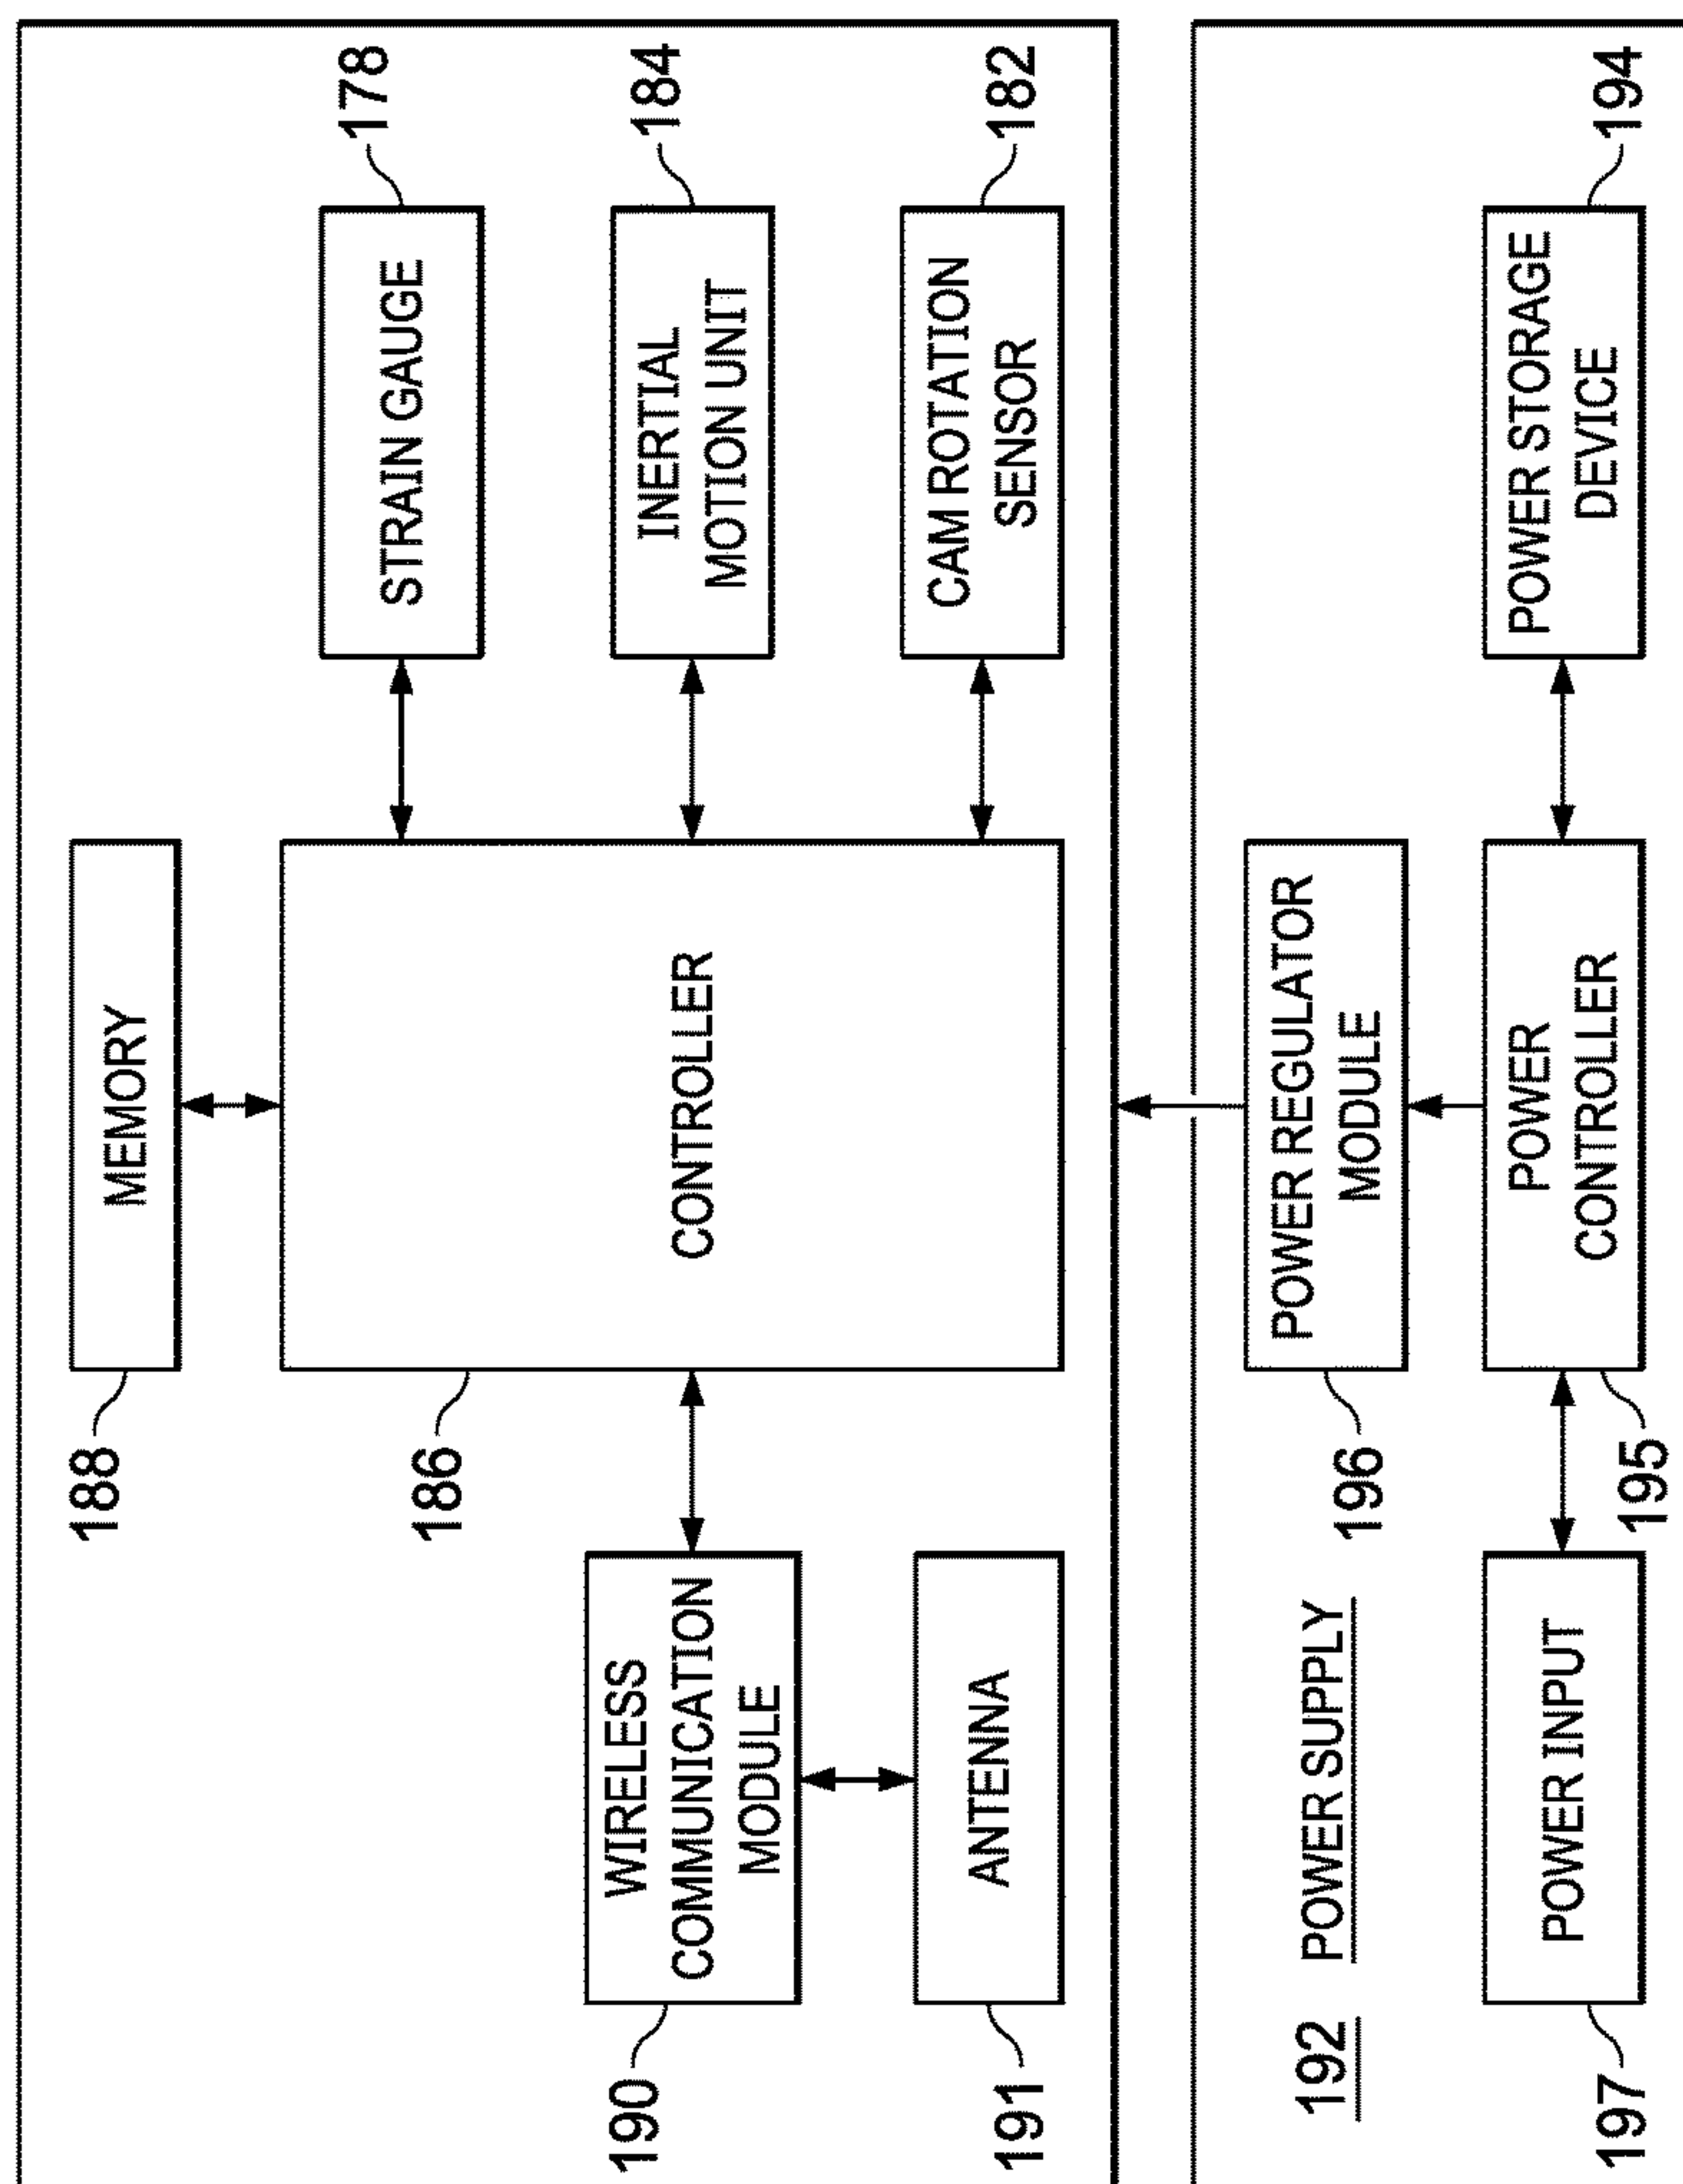 188
MEMORY
186
CONTROLLER
STRAIN GAUGE
178
INERTIAL
MOTION UNIT
184
CAM ROTATION
SENSOR
182
190
WIRELESS
COMMUNICATION
MODULE
191
ANTENNA
192 POWER SUPPLY
196
POWER REGULATOR
MODULE
197
POWER INPUT
195
POWER
CONTROLLER
POWER STORAGE
DEVICE
194